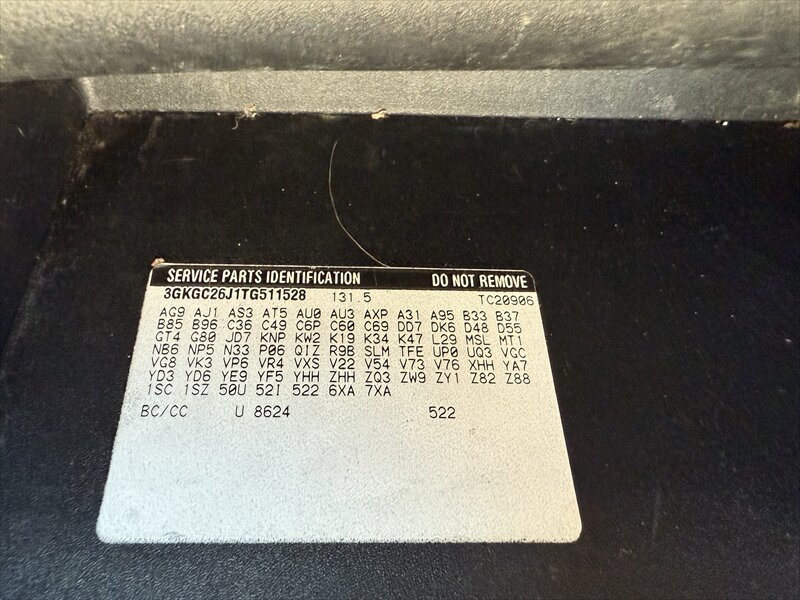 SERVICE PARTS IDENTIFICATION DO NOT REMOVE
3GKGC26J1TG511528 131.5 TC20906
AG9 AJ1 AS3 AT5 AU0 AU3 AXP A31 A95 B33 B37
B85 B96 C36 C49 C6P C60 C69 DD7 DK6 D48 D55
GT4 G80 JD7 KNP KW2 K19 K34 K47 L29 MSL MT1
NB6 NP5 N33 P06 QIZ R9B SLM TFE UP0 UQ3 VGC
VG8 VK3 VP6 VR4 VXS V22 V54 V73 V76 XHH YA7
YD3 YD6 YE9 YF5 YHH ZHH ZQ3 ZW9 ZY1 Z82 Z88
1SC 1SZ 50U 52I 522 6XA 7XA
BC/CC U 8624 522